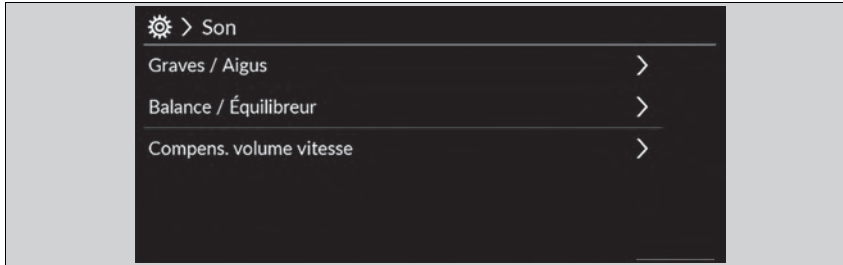 Son
Graves / Aigus
Balance / Équilibreur
Compens. volume vitesse